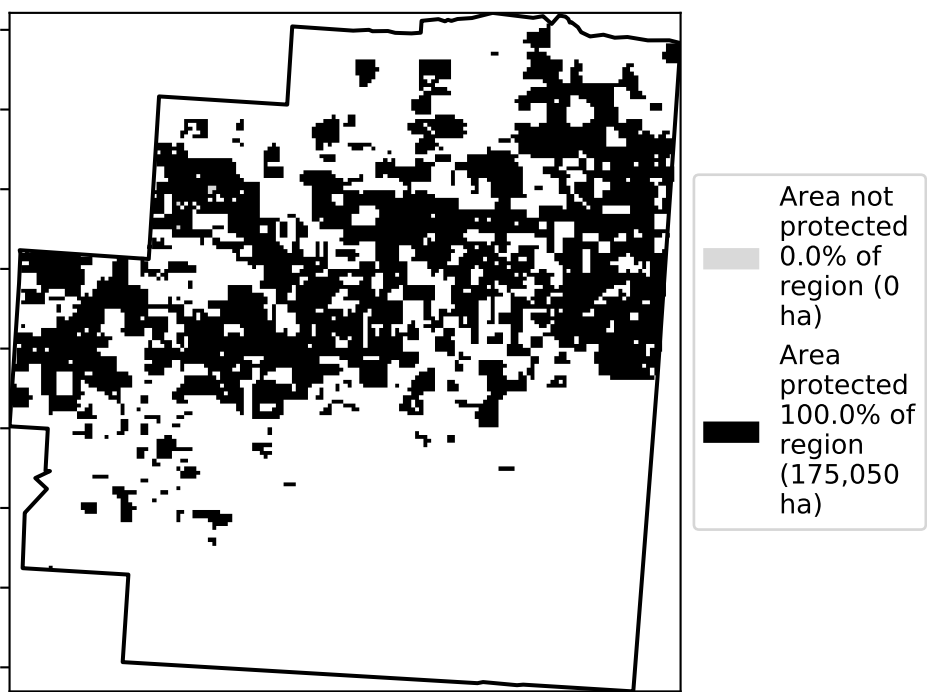 Area not
protected
0.0% of
region (0
ha)
Area
protected
100.0% of
region
(175,050
ha)